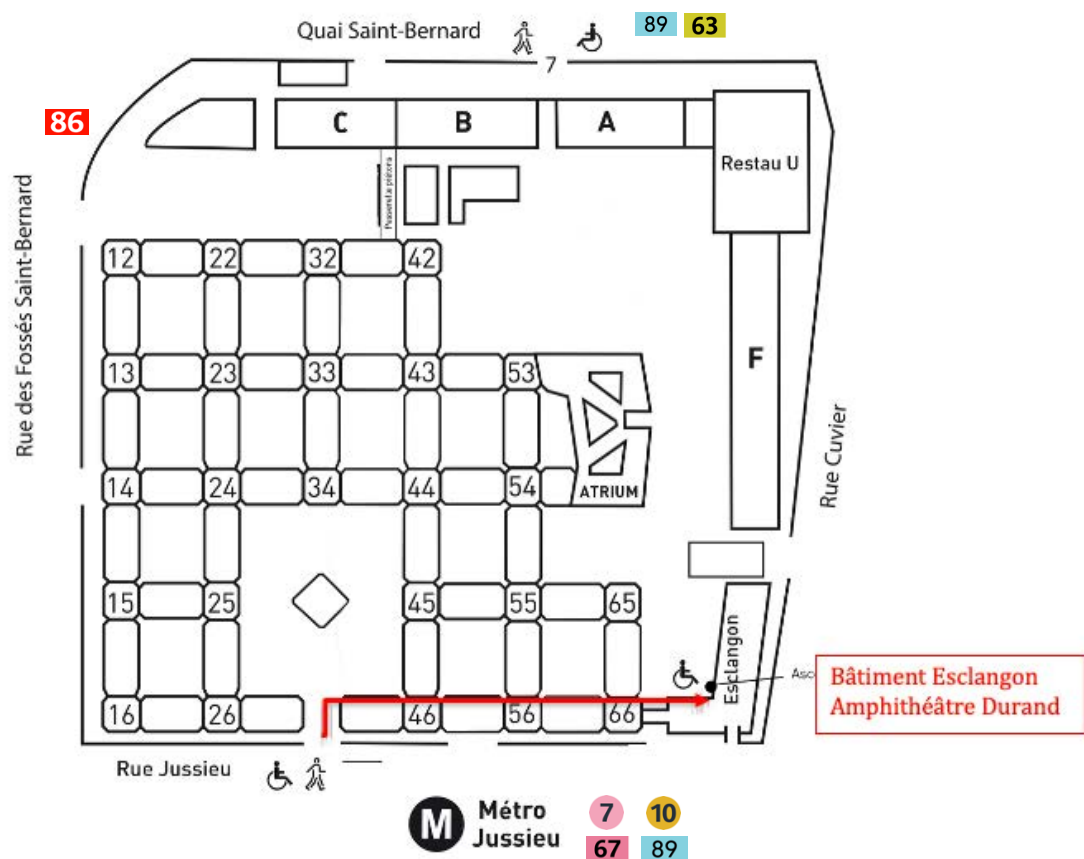 Quai Saint-Bernard
89 63
7
86
C B A
Restau U
Rue des Fossés Saint-Bernard
12 22 32 42
13 23 33 43 53
F
Rue Cuvier
14 24 34 44 54
ATRIUM
15 25 45 55 65
Esclangon
Asc
Bâtiment Esclangon
Amphithéâtre Durand
16 26 46 56 66
Rue Jussieu
M Métro 7 10
Jussieu 67 89